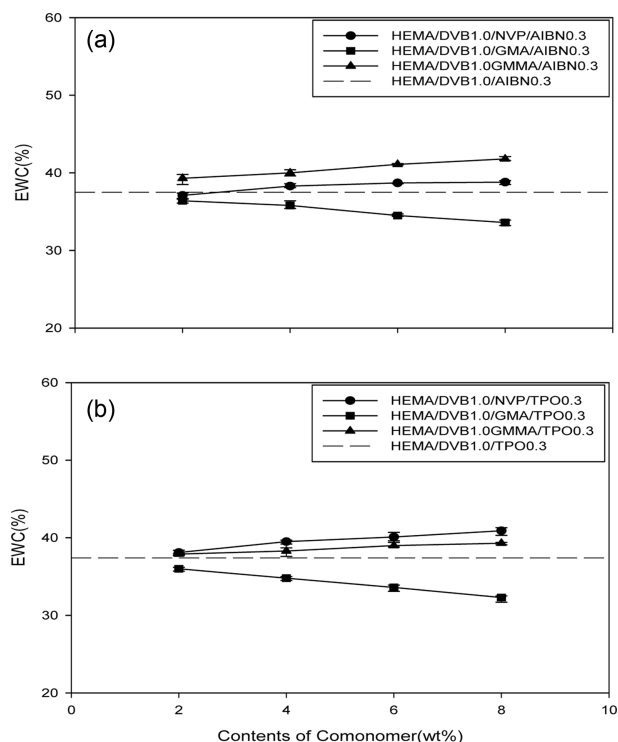 60
(a)
HEMA/DVB1.0/NVP/AIBN0.3
HEMA/DVB1.0/GMA/AIBN0.3
HEMA/DVB1.0GMMA/AIBN0.3
HEMA/DVB1.0/AIBN0.3
50
EWC(%)
40
30
20
60
(b)
HEMA/DVB1.0/NVP/TPO0.3
HEMA/DVB1.0/GMA/TPO0.3
HEMA/DVB1.0GMMA/TPO0.3
HEMA/DVB1.0/TPO0.3
50
EWC(%)
40
30
20
0 2 4 6 8 10
Contents of Comonomer(wt%)